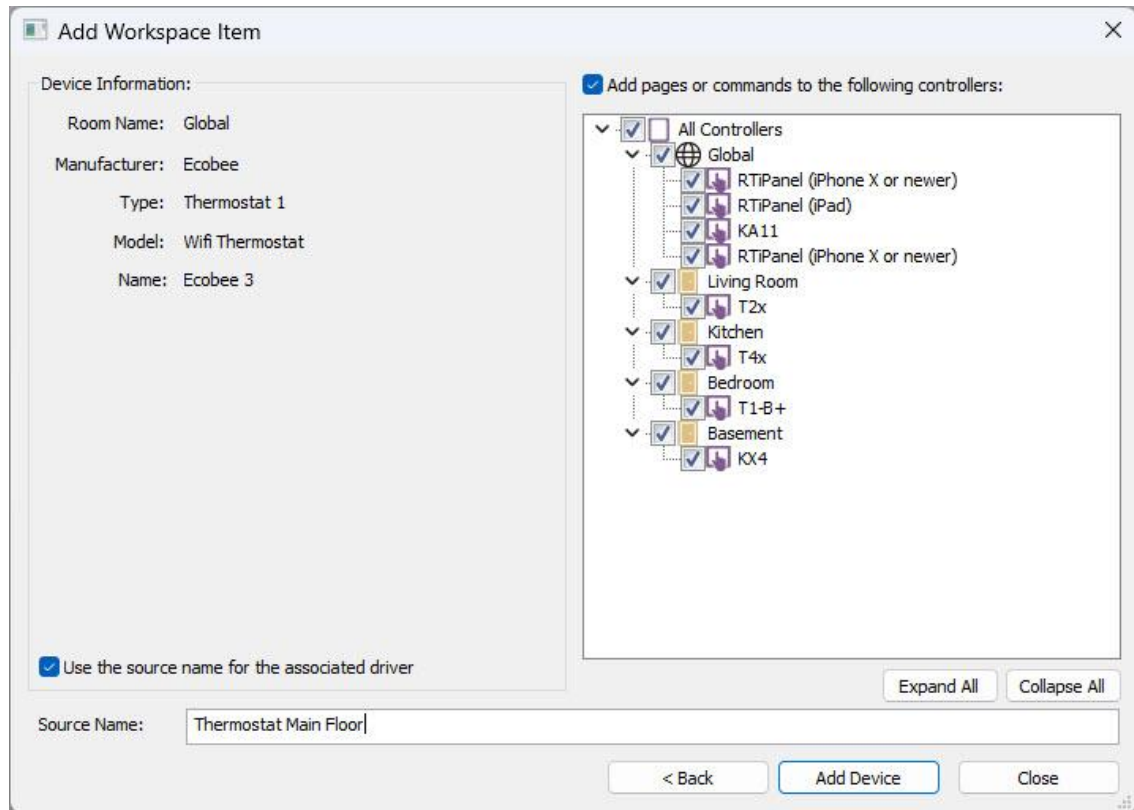 Add Workspace Item
Device Information:
Room Name: Global
Manufacturer: Ecobee
Type: Thermostat 1
Model: Wifi Thermostat
Name: Ecobee 3
Use the source name for the associated driver
Add pages or commands to the following controllers:
All Controllers
Global
RTiPanel (iPhone X or newer)
RTiPanel (iPad)
KA11
RTiPanel (iPhone X or newer)
Living Room
T2x
Kitchen
T4x
Bedroom
T1-B+
Basement
KX4
Expand All Collapse All
Source Name: Thermostat Main Floor
< Back Add Device Close